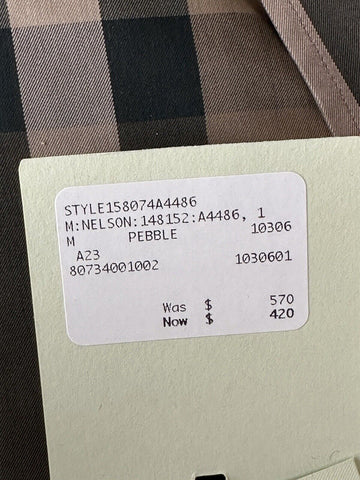 STYLE158074A4486
M:NELSON:148152:A4486, 1
M PEBBLE 10306
A23
80734001002 1030601
Was $ 570
Now $ 420